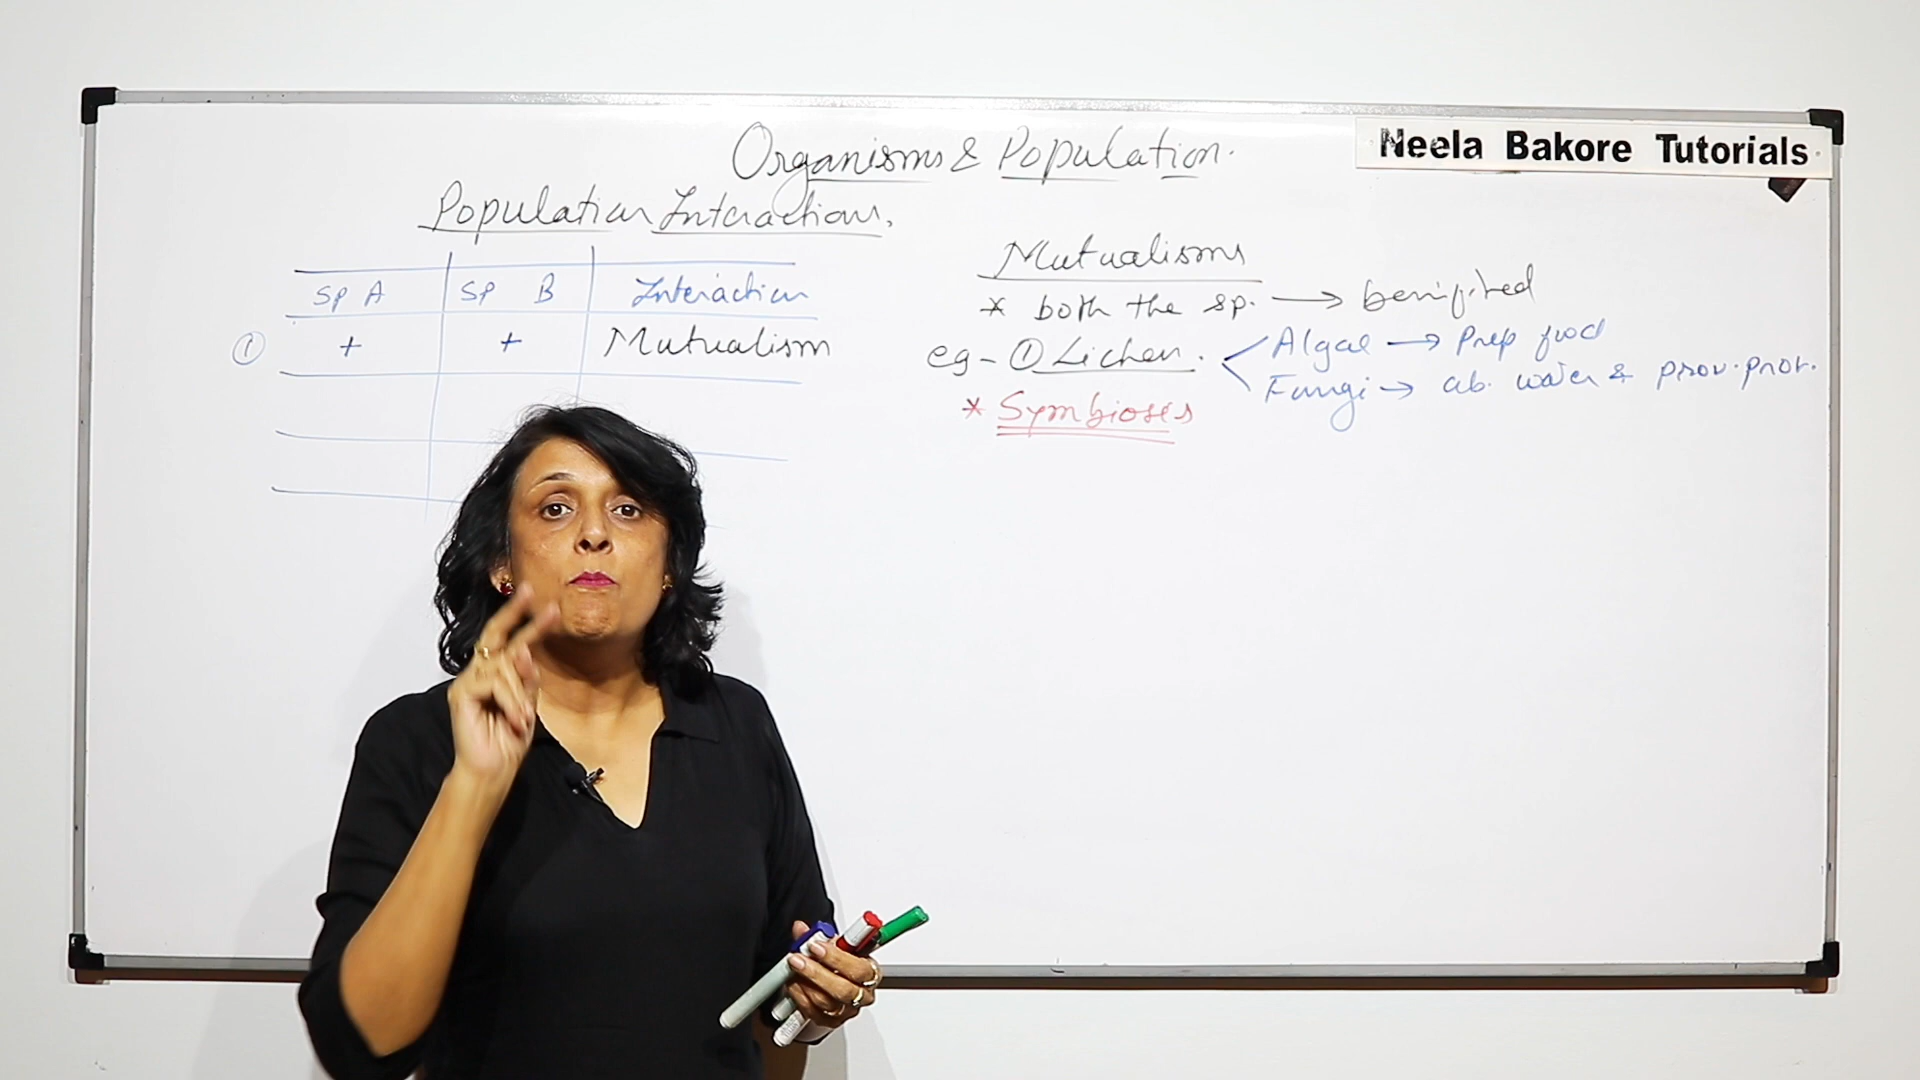 Organisms & Population.
Neela Bakore Tutorials
Population Interactions.
Sp A Sp B Interaction
① + + Mutualism
Mutualisms
* both the sp. → benifited
eg - ① Lichen.
Algae → Prep food
Fungi → ab. water & prov. prot.
* Symbioses